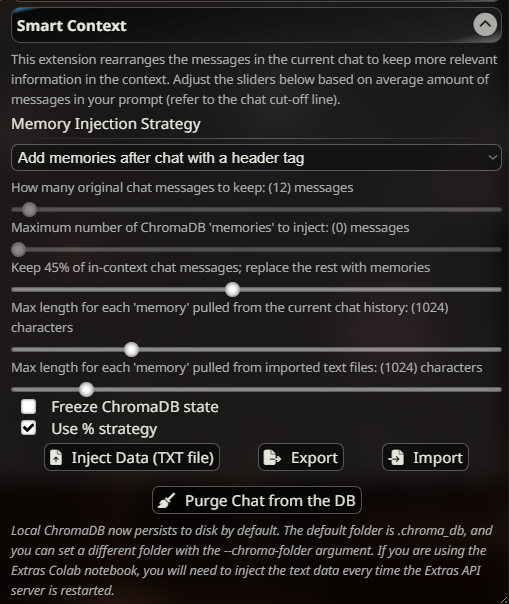 Smart Context
This extension rearranges the messages in the current chat to keep more relevant
information in the context. Adjust the sliders below based on average amount of
messages in your prompt (refer to the chat cut-off line).
Memory Injection Strategy
Add memories after chat with a header tag
How many original chat messages to keep: (12) messages
Maximum number of ChromaDB 'memories' to inject: (0) messages
Keep 45% of in-context chat messages; replace the rest with memories
Max length for each 'memory' pulled from the current chat history: (1024)
characters
Max length for each 'memory' pulled from imported text files: (1024) characters
Freeze ChromaDB state
Use % strategy
Inject Data (TXT file) Export Import
Purge Chat from the DB
Local ChromaDB now persists to disk by default. The default folder is .chroma_db, and
you can set a different folder with the --chroma-folder argument. If you are using the
Extras Colab notebook, you will need to inject the text data every time the Extras API
server is restarted.